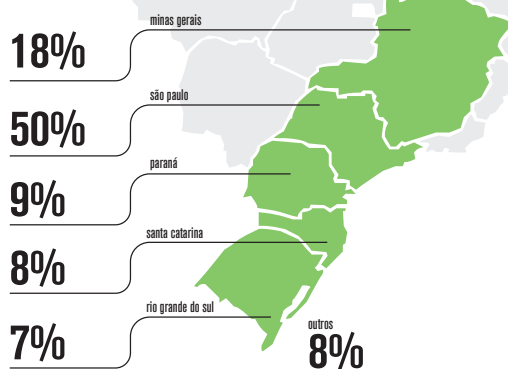 minas gerais
18%
são paulo
50%
paraná
9%
santa catarina
8%
rio grande do sul
7%
outros
8%